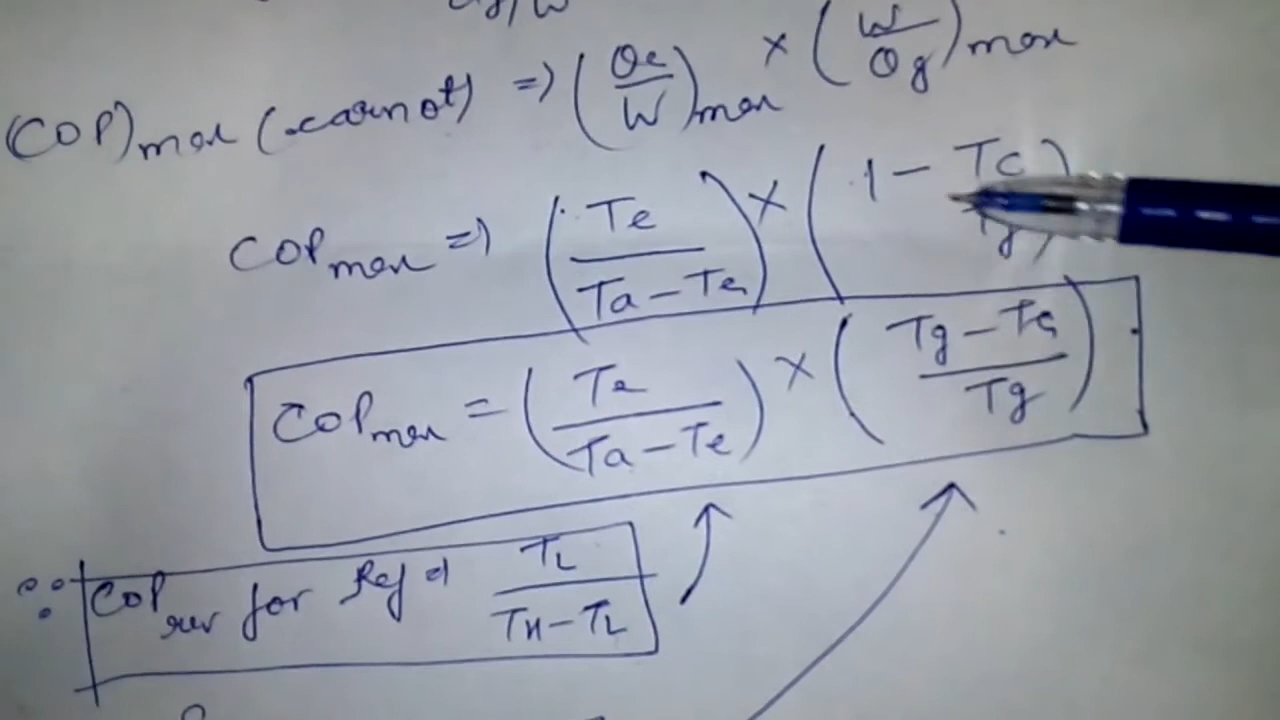 (COP)max (carnot) => (Qe/W)max × (W/Qg)max
COPmax => (Te/(Ta - Te)) × (1 - Tc/Tg)
COPmax = (Te/(Ta - Te)) × ((Tg - Tc)/Tg)
∵ COPrev for Ref = TL/(TH - TL)